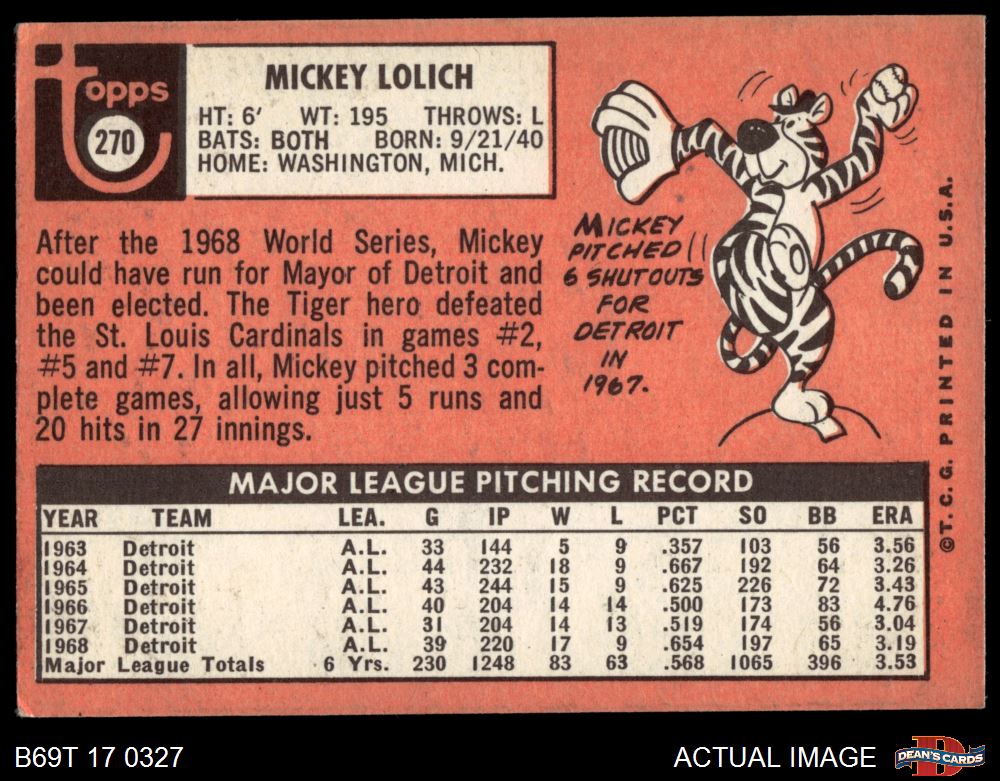 Topps
270
MICKEY LOLICH
HT: 6' WT: 195 THROWS: L
BATS: BOTH BORN: 9/21/40
HOME: WASHINGTON, MICH.
After the 1968 World Series, Mickey
could have run for Mayor of Detroit and
been elected. The Tiger hero defeated
the St. Louis Cardinals in games #2,
#5 and #7. In all, Mickey pitched 3 com-
plete games, allowing just 5 runs and
20 hits in 27 innings.
MICKEY
PITCHED
6 SHUTOUTS
FOR
DETROIT
IN
1967.
©T.C.G. PRINTED IN U.S.A.
MAJOR LEAGUE PITCHING RECORD
YEAR TEAM LEA. G IP W L PCT SO BB ERA
1963 Detroit A.L. 33 144 5 9 .357 103 56 3.56
1964 Detroit A.L. 44 232 18 9 .667 192 64 3.26
1965 Detroit A.L. 43 244 15 9 .625 226 72 3.43
1966 Detroit A.L. 40 204 14 14 .500 173 83 4.76
1967 Detroit A.L. 31 204 14 13 .519 174 56 3.04
1968 Detroit A.L. 39 220 17 9 .654 197 65 3.19
Major League Totals 6 Yrs. 230 1248 83 63 .568 1065 396 3.53
B69T 17 0327
ACTUAL IMAGE
D
DEAN'S CARDS